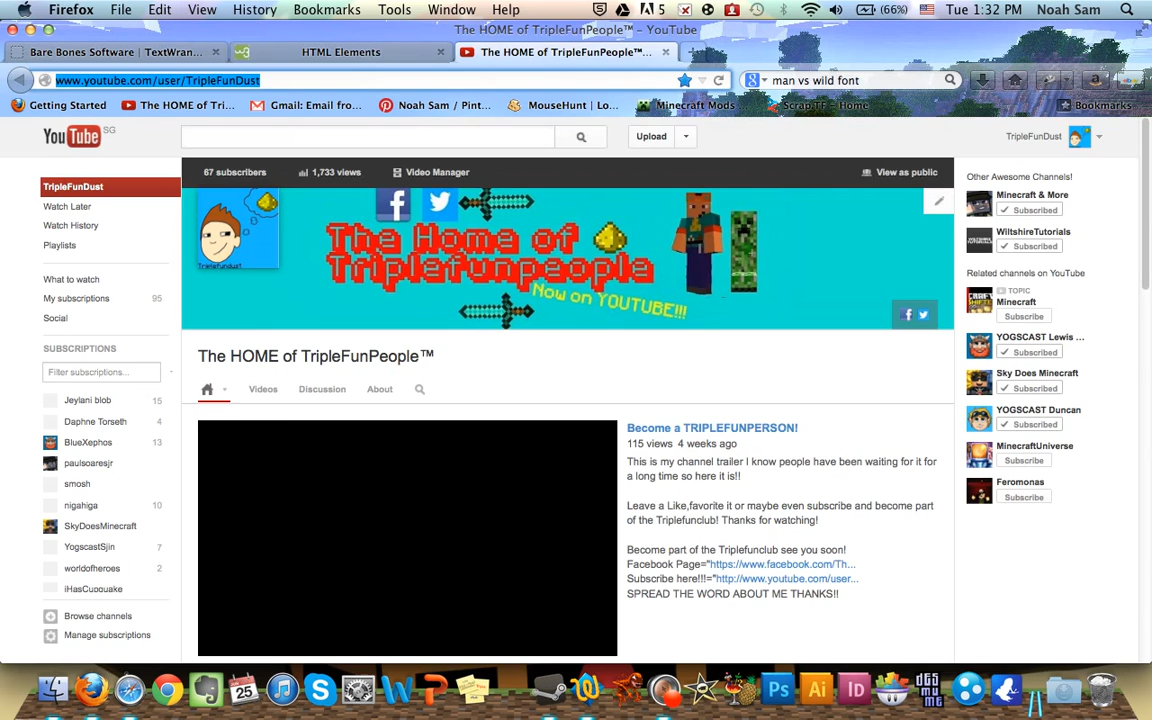 Firefox File Edit View History Bookmarks Tools Window Help 5 (66%) Tue 1:32 PM Noah Sam
The HOME of TripleFunPeople™ – YouTube
Bare Bones Software | TextWran... HTML Elements The HOME of TripleFunPeople™...
www.youtube.com/user/TripleFunDust man vs wild font
Getting Started The HOME of Tri... Gmail: Email fro... Noah Sam / Pint... MouseHunt | Lo... Minecraft Mods... Scrap.TF – Home Bookmarks
YouTube SG Upload TripleFunDust
67 subscribers 1,733 views Video Manager View as public
TripleFunDust
Watch Later
Watch History
Playlists
What to watch
My subscriptions 95
Social
SUBSCRIPTIONS
Filter subscriptions...
Jeylani blob 15
Daphne Torseth 4
BlueXephos 13
paulsoaresjr
smosh
nigahiga 10
SkyDoesMinecraft
YogscastSjin 7
worldofheroes 2
iHasCupquake
Browse channels
Manage subscriptions
Triplefundust
The Home of
Triplefunpeople
Now on YOUTUBE!!!
The HOME of TripleFunPeople™
Videos Discussion About
Become a TRIPLEFUNPERSON!
115 views 4 weeks ago
This is my channel trailer I know people have been waiting for it for
a long time so here it is!!
Leave a Like,favorite it or maybe even subscribe and become part
of the Triplefunclub! Thanks for watching!
Become part of the Triplefunclub see you soon!
Facebook Page="https://www.facebook.com/Th...
Subscribe here!!!="http://www.youtube.com/user...
SPREAD THE WORD ABOUT ME THANKS!!
Other Awesome Channels!
Minecraft & More
Subscribed
WiltshireTutorials
Subscribed
Related channels on YouTube
TOPIC
Minecraft
Subscribe
YOGSCAST Lewis ...
Subscribed
Sky Does Minecraft
Subscribed
YOGSCAST Duncan
Subscribed
MinecraftUniverse
Subscribe
Feromonas
Subscribe
25 Ps Ai Id